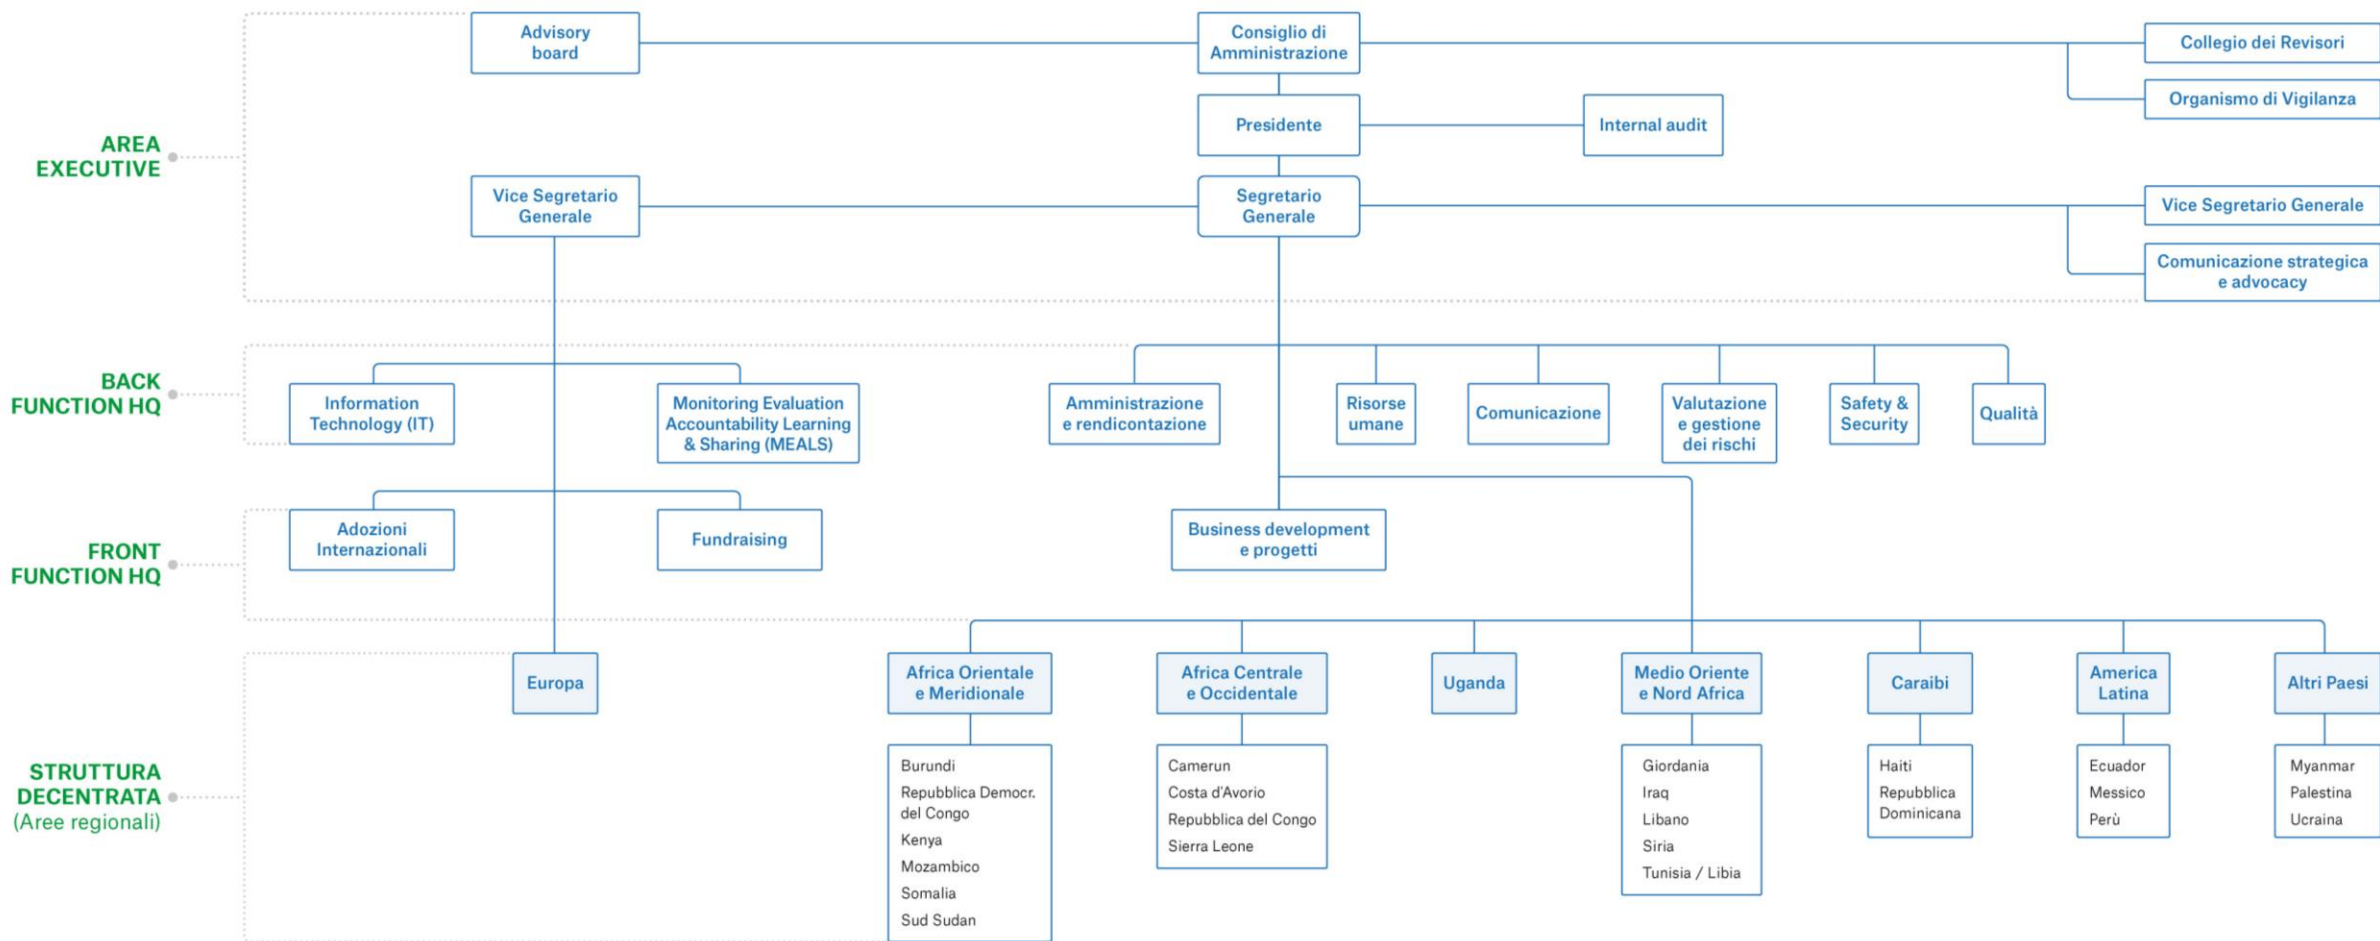 Advisory
board
Consiglio di
Amministrazione
Collegio dei Revisori
Organismo di Vigilanza
Presidente
Internal audit
AREA
EXECUTIVE
Vice Segretario
Generale
Segretario
Generale
Vice Segretario Generale
Comunicazione strategica
e advocacy
BACK
FUNCTION HQ
Information
Technology (IT)
Monitoring Evaluation
Accountability Learning
& Sharing (MEALS)
Amministrazione
e rendicontazione
Risorse
umane
Comunicazione
Valutazione
e gestione
dei rischi
Safety &
Security
Qualità
FRONT
FUNCTION HQ
Adozioni
Internazionali
Fundraising
Business development
e progetti
STRUTTURA
DECENTRATA
(Aree regionali)
Europa
Africa Orientale
e Meridionale
Burundi
Repubblica Democr.
del Congo
Kenya
Mozambico
Somalia
Sud Sudan
Africa Centrale
e Occidentale
Camerun
Costa d'Avorio
Repubblica del Congo
Sierra Leone
Uganda
Medio Oriente
e Nord Africa
Giordania
Iraq
Libano
Siria
Tunisia / Libia
Caraibi
Haiti
Repubblica
Dominicana
America
Latina
Ecuador
Messico
Perù
Altri Paesi
Myanmar
Palestina
Ucraina